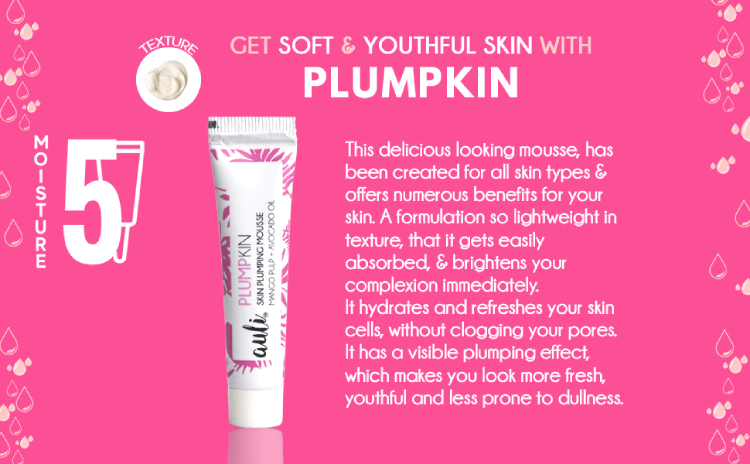 TEXTURE
GET SOFT & YOUTHFUL SKIN WITH
PLUMPKIN
MOISTURE
5
This delicious looking mousse, has
been created for all skin types &
offers numerous benefits for your
skin. A formulation so lightweight in
texture, that it gets easily
absorbed, & brightens your
complexion immediately.
It hydrates and refreshes your skin
cells, without clogging your pores.
It has a visible plumping effect,
which makes you look more fresh,
youthful and less prone to dullness.
auli®
PLUMPKIN
SKIN PLUMPING MOUSSE
MANGO PULP + AVOCADO OIL